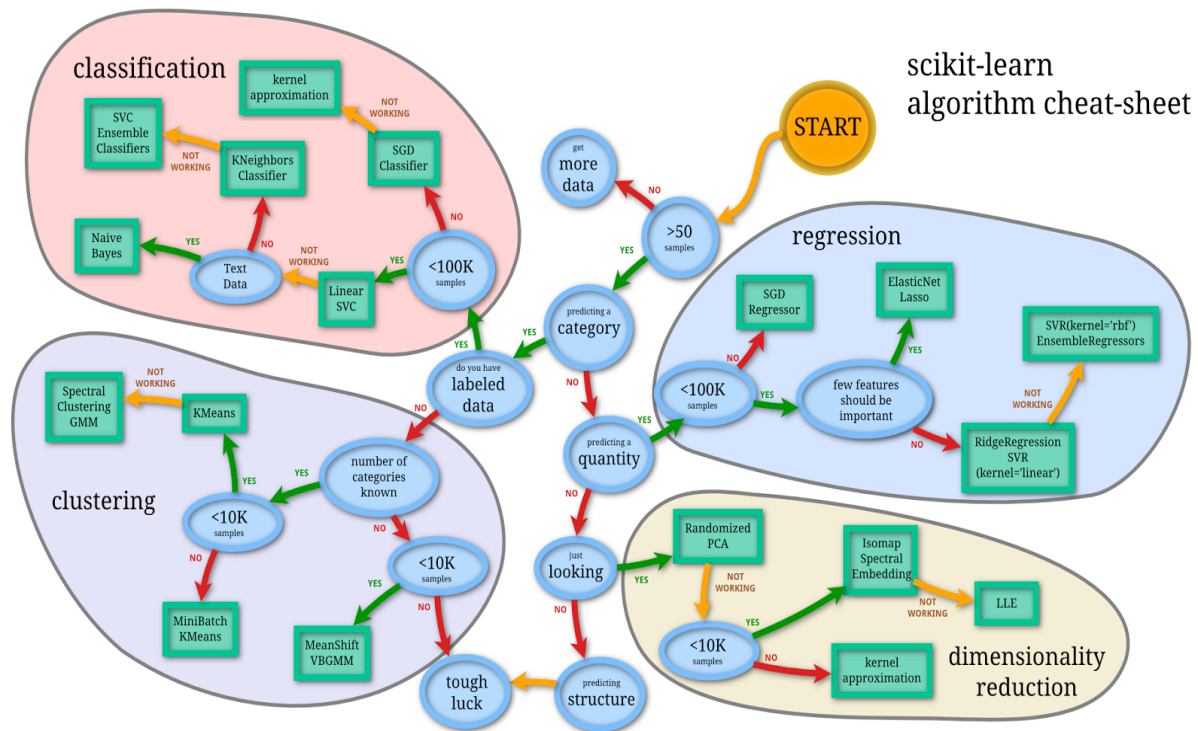 scikit-learn
algorithm cheat-sheet
START
classification
kernel
approximation
NOT
WORKING
SVC
Ensemble
Classifiers
NOT
WORKING
KNeighbors
Classifier
SGD
Classifier
NO
Naive
Bayes
YES
Text
Data
NO
NOT
WORKING
Linear
SVC
YES
<100K
samples
YES
get
more
data
NO
>50
samples
YES
predicting a
category
YES
NO
do you have
labeled
data
NO
predicting a
quantity
YES
NO
just
looking
YES
NO
predicting
structure
tough
luck
regression
SGD
Regressor
NO
<100K
samples
YES
ElasticNet
Lasso
YES
few features
should be
important
NO
SVR(kernel='rbf')
EnsembleRegressors
NOT
WORKING
RidgeRegression
SVR
(kernel='linear')
clustering
Spectral
Clustering
GMM
NOT
WORKING
KMeans
YES
number of
categories
known
YES
NO
<10K
samples
NO
MiniBatch
KMeans
<10K
samples
YES
NO
MeanShift
VBGMM
dimensionality
reduction
Randomized
PCA
NOT
WORKING
<10K
samples
YES
NO
Isomap
Spectral
Embedding
NOT
WORKING
LLE
kernel
approximation